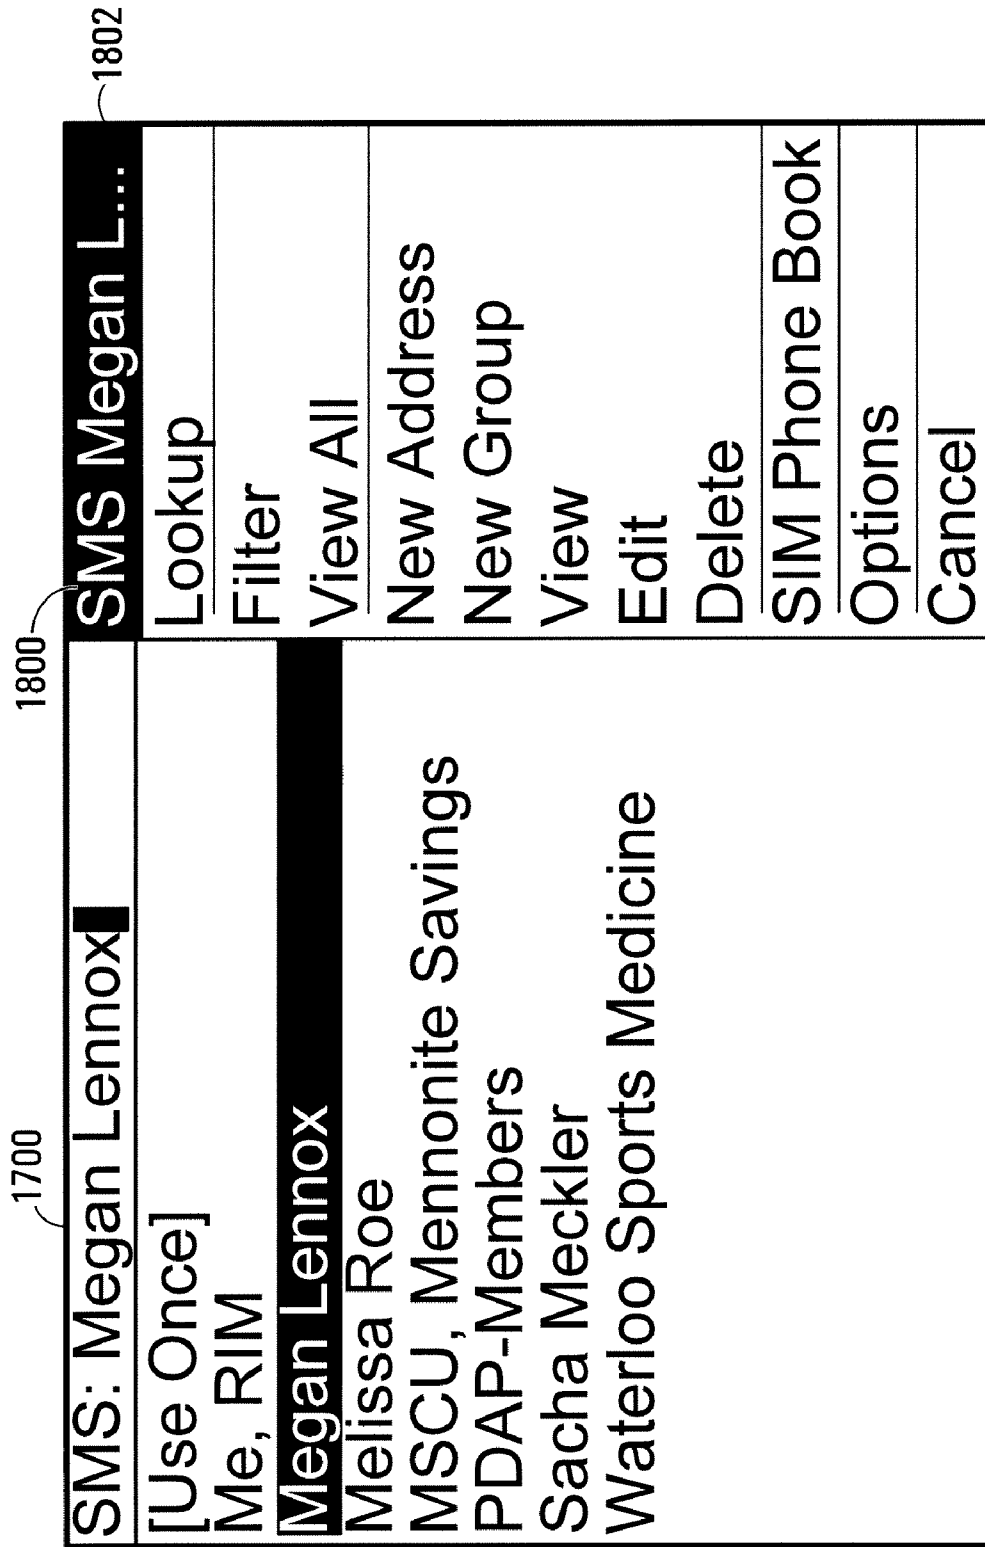 1700
1800
1802
SMS: Megan Lennox
[Use Once]
Me, RIM
Megan Lennox
Melissa Roe
MSCU, Mennonite Savings
PDAP-Members
Sacha Meckler
Waterloo Sports Medicine
SMS Megan L...
Lookup
Filter
View All
New Address
New Group
View
Edit
Delete
SIM Phone Book
Options
Cancel